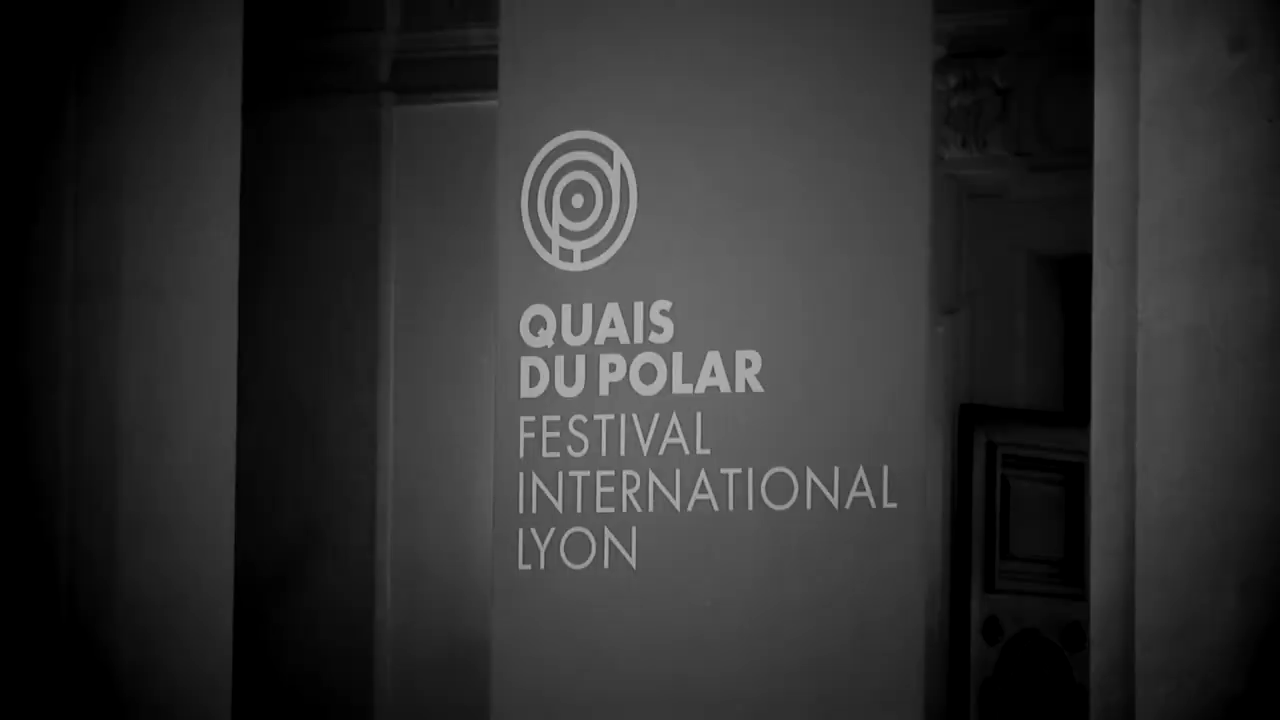 QUAIS
DU POLAR
FESTIVAL
INTERNATIONAL
LYON